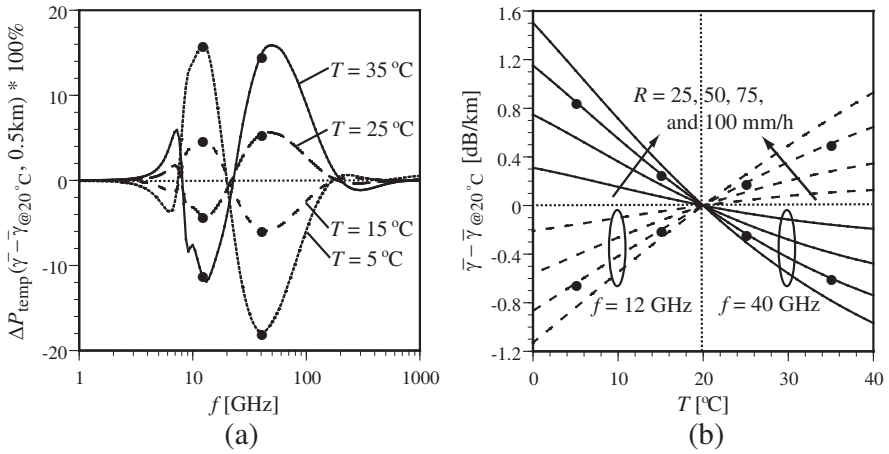 ΔP_temp(γ̄ − γ̄_@20 °C, 0.5km) * 100%
20
10
0
-10
-20
T = 35 °C
T = 25 °C
T = 15 °C
T = 5 °C
1
10
100
1000
f [GHz]
(a)
γ̄ − γ̄_@20 °C [dB/km]
1.6
1.2
0.8
0.4
0
-0.4
-0.8
-1.2
R = 25, 50, 75,
and 100 mm/h
f = 12 GHz
f = 40 GHz
0
10
20
30
40
T [°C]
(b)